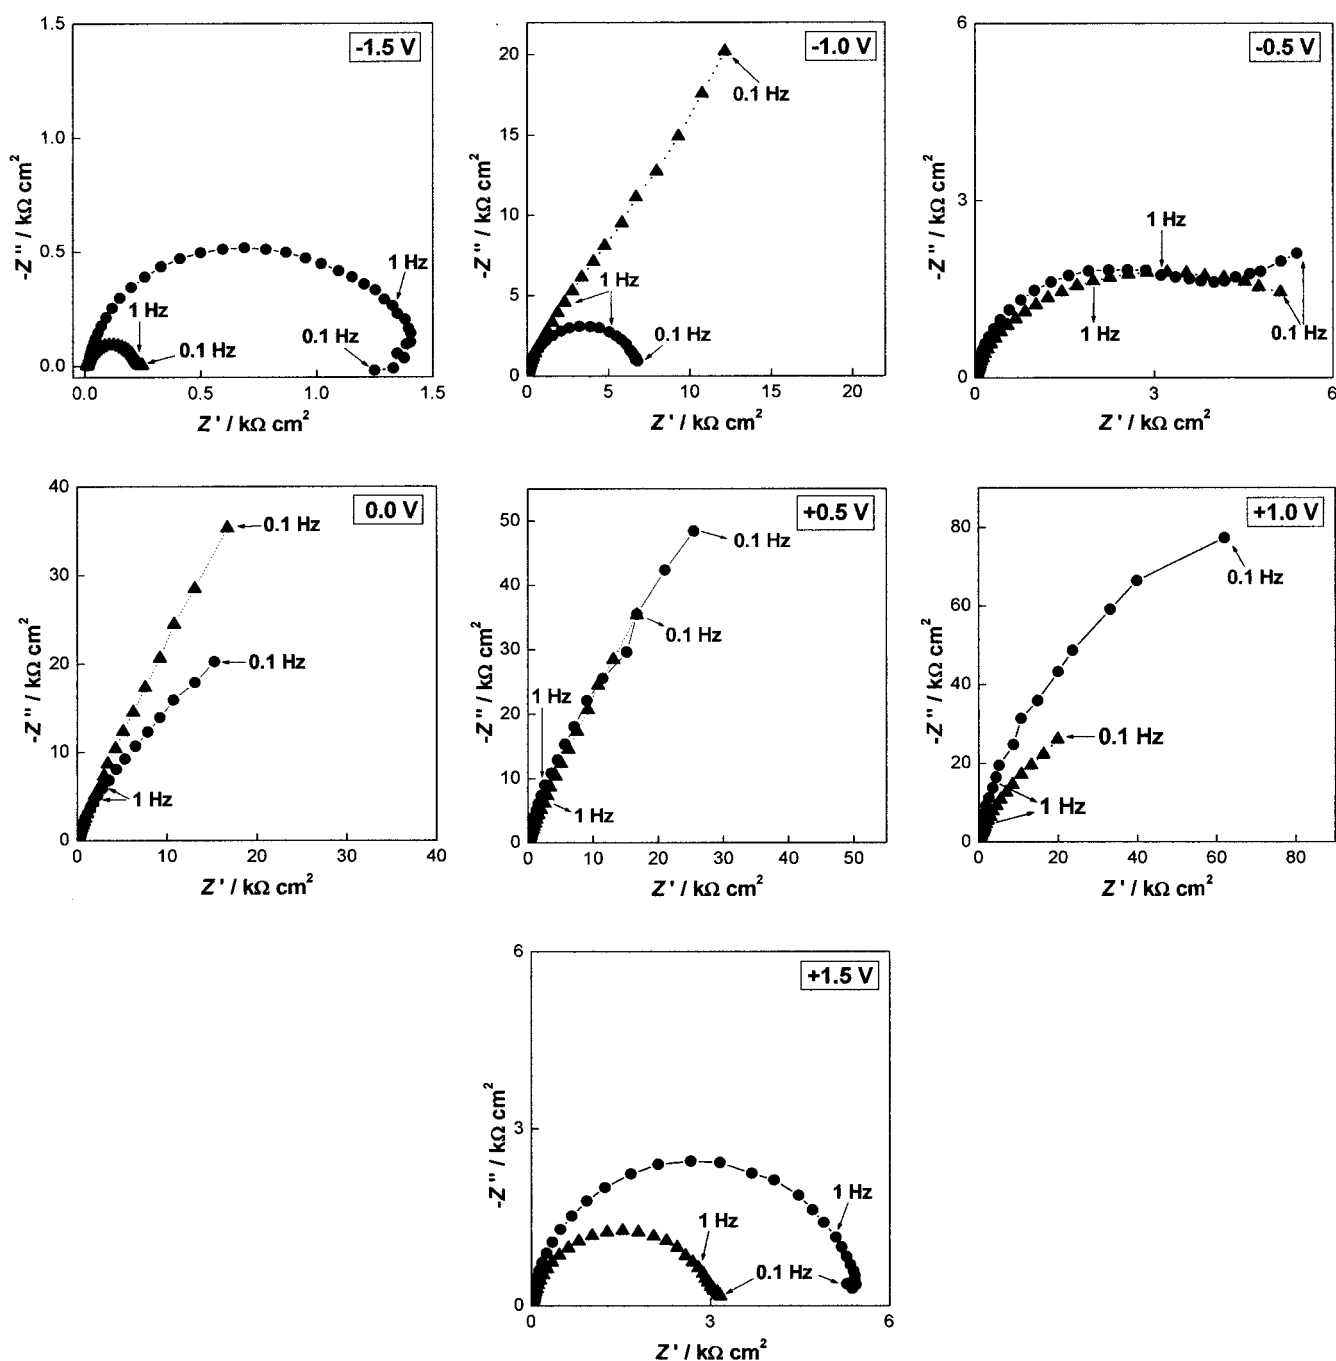 -1.5 V
1.5
1.0
0.5
0.0
-Z'' / kΩ cm²
1 Hz
1 Hz
0.1 Hz
0.1 Hz
0.0 0.5 1.0 1.5
Z' / kΩ cm²
-1.0 V
20
15
10
5
0
-Z'' / kΩ cm²
0.1 Hz
1 Hz
0.1 Hz
0 5 10 15 20
Z' / kΩ cm²
-0.5 V
6
3
0
-Z'' / kΩ cm²
1 Hz
1 Hz
0.1 Hz
0 3 6
Z' / kΩ cm²
0.0 V
40
30
20
10
0
-Z'' / kΩ cm²
0.1 Hz
0.1 Hz
1 Hz
0 10 20 30 40
Z' / kΩ cm²
+0.5 V
50
40
30
20
10
0
-Z'' / kΩ cm²
0.1 Hz
0.1 Hz
1 Hz
1 Hz
0 10 20 30 40 50
Z' / kΩ cm²
+1.0 V
80
60
40
20
0
-Z'' / kΩ cm²
0.1 Hz
0.1 Hz
1 Hz
0 20 40 60 80
Z' / kΩ cm²
+1.5 V
6
3
0
-Z'' / kΩ cm²
1 Hz
1 Hz
0.1 Hz
0 3 6
Z' / kΩ cm²